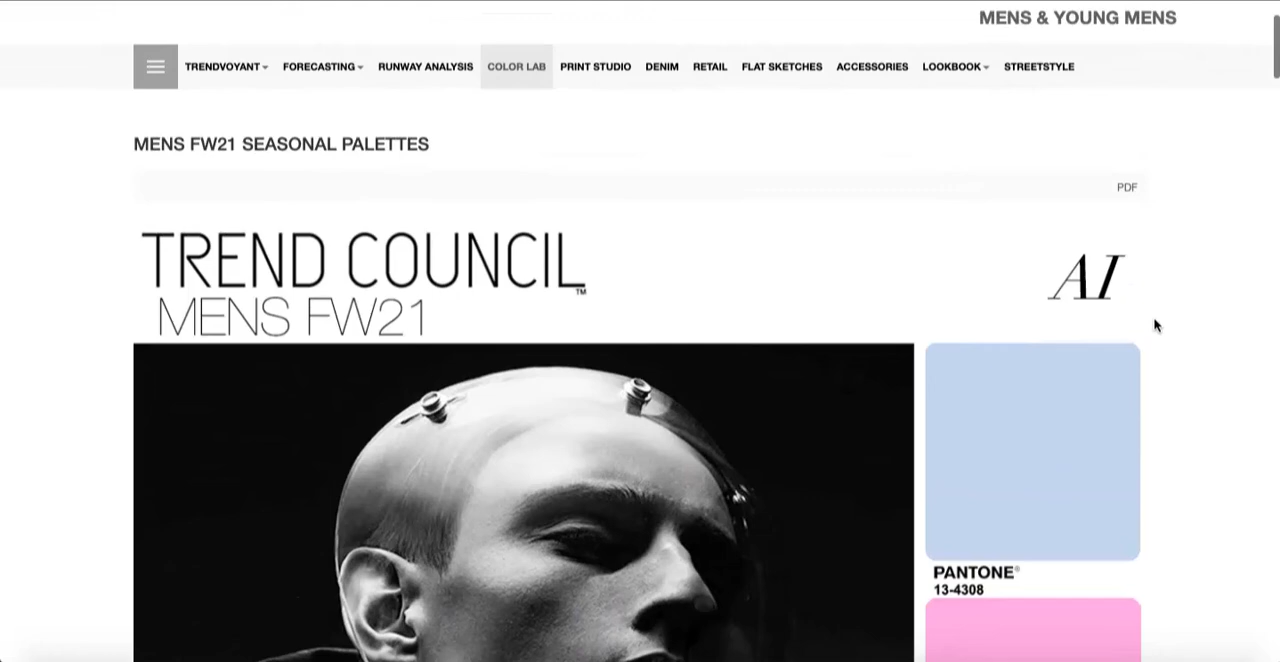 MENS & YOUNG MENS
TRENDVOYANT FORECASTING RUNWAY ANALYSIS COLOR LAB PRINT STUDIO DENIM RETAIL FLAT SKETCHES ACCESSORIES LOOKBOOK STREETSTYLE
MENS FW21 SEASONAL PALETTES
PDF
TREND COUNCIL™
MENS FW21
AI
PANTONE®
13-4308